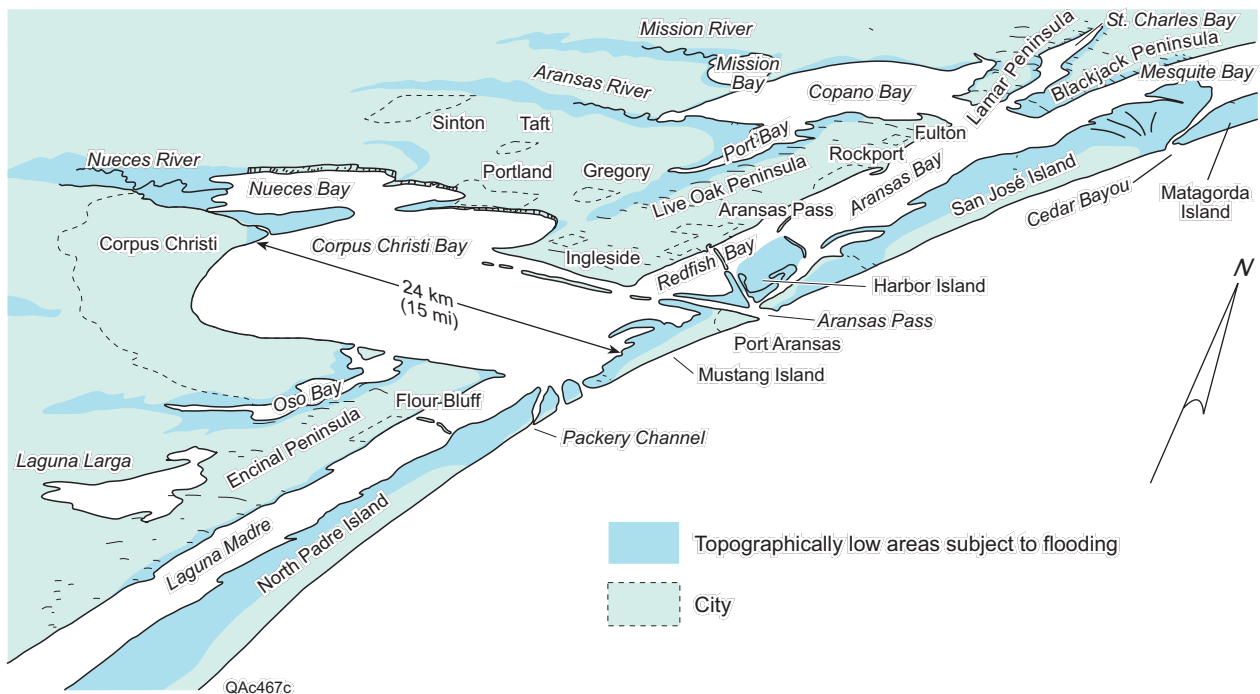 Mission River
St. Charles Bay
Lamar Peninsula
Mission
Bay
Blackjack Peninsula
Mesquite Bay
Aransas River
Copano Bay
Sinton
Taft
Port Bay
Fulton
Nueces River
Rockport
Portland
Gregory
Nueces Bay
Live Oak Peninsula
Aransas Bay
San José Island
Cedar Bayou
Matagorda
Island
Aransas Pass
Corpus Christi
Corpus Christi Bay
Ingleside
Redfish Bay
N
24 km
(15 mi)
Harbor Island
Aransas Pass
Port Aransas
Mustang Island
Oso Bay
Flour Bluff
Packery Channel
Encinal Peninsula
Laguna Larga
Laguna Madre
North Padre Island
Topographically low areas subject to flooding
City
QAc467c